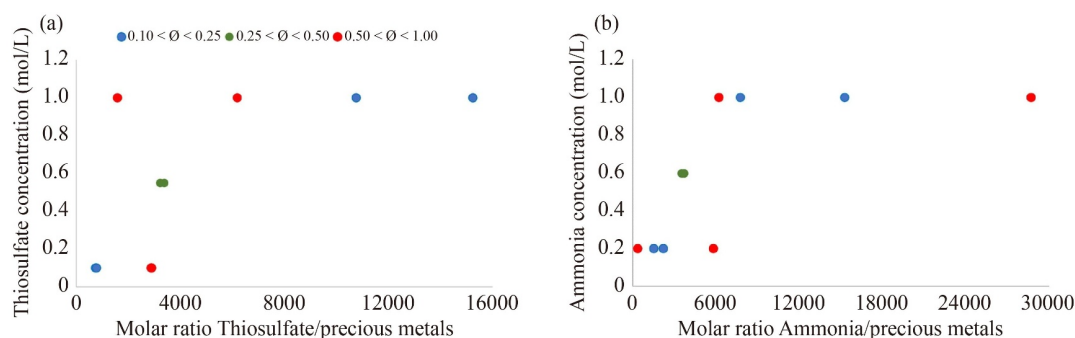 (a)
0.10 < Ø < 0.25 0.25 < Ø < 0.50 0.50 < Ø < 1.00
Thiosulfate concentration (mol/L)
1.2
1.0
0.8
0.6
0.4
0.2
0
0 4000 8000 12000 16000
Molar ratio Thiosulfate/precious metals
(b)
Ammonia concentration (mol/L)
1.2
1.0
0.8
0.6
0.4
0.2
0
0 6000 12000 18000 24000 30000
Molar ratio Ammonia/precious metals